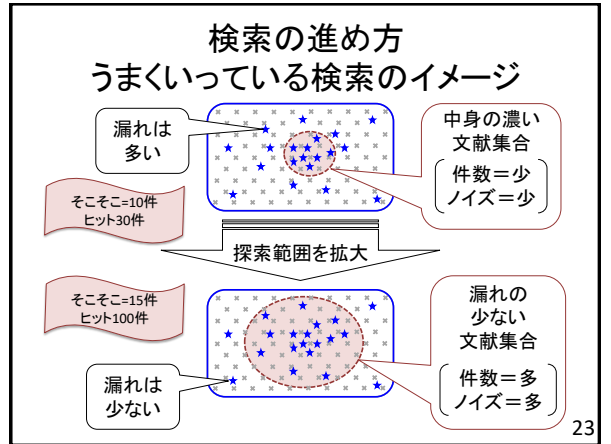 検索の進め方
うまくいっている検索のイメージ
漏れは
多い
中身の濃い
文献集合
件数＝少
ノイズ＝少
そこそこ=10件
ヒット30件
探索範囲を拡大
そこそこ=15件
ヒット100件
漏れの
少ない
文献集合
件数＝多
ノイズ＝多
漏れは
少ない
23